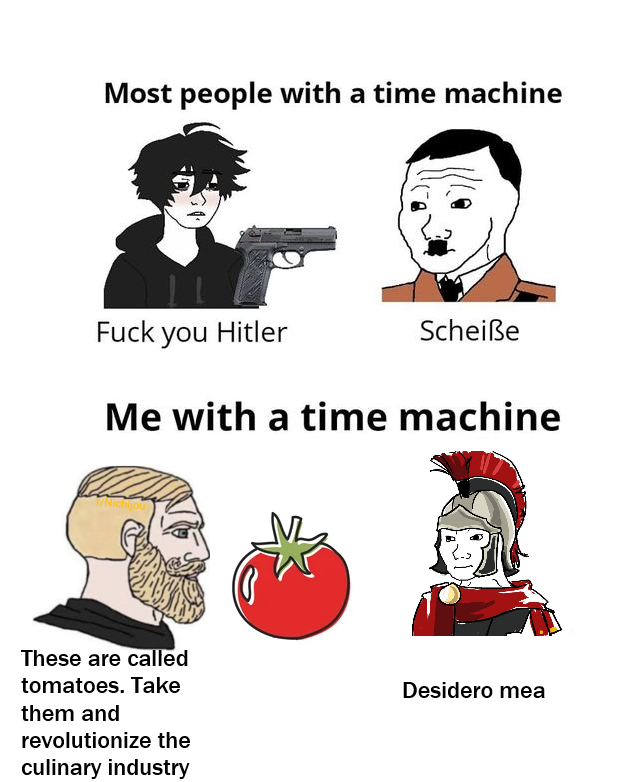 Most people with a time machine
Fuck you Hitler
Scheiße
Me with a time machine
These are called
tomatoes. Take
them and
revolutionize the
culinary industry
Desidero mea